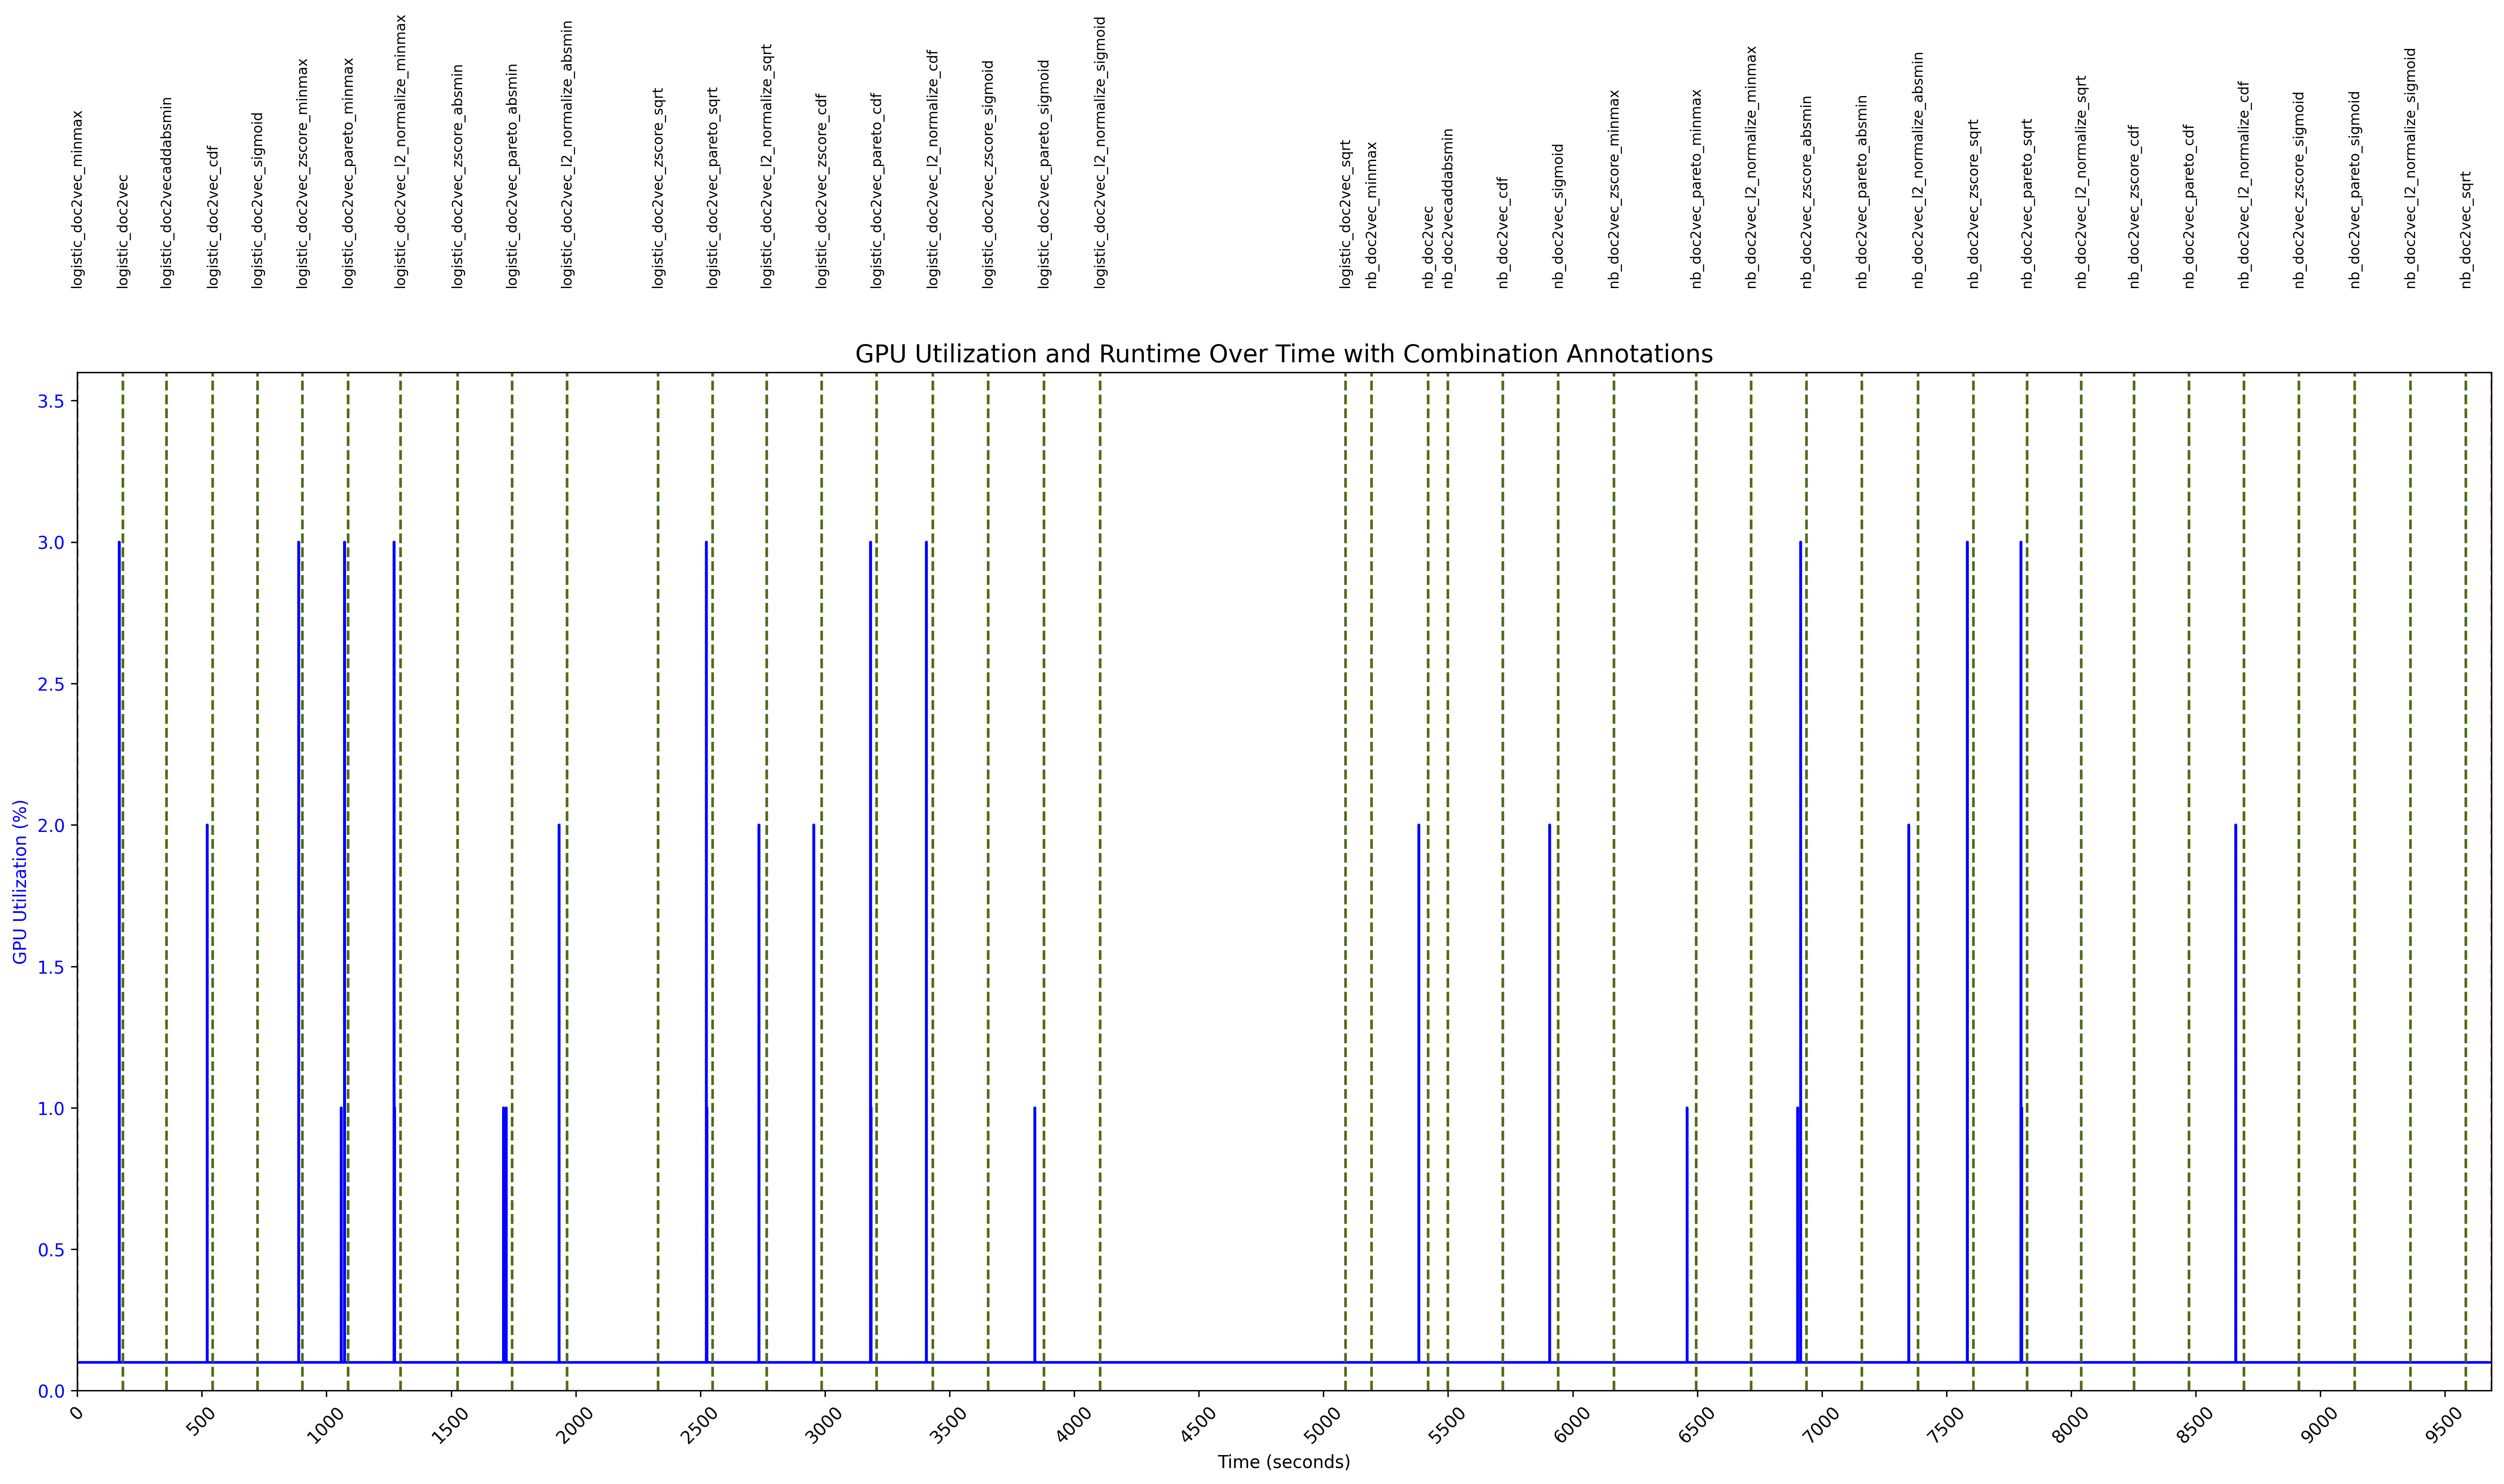 logistic_doc2vec_minmax
logistic_doc2vec
logistic_doc2vecaddabsmin
logistic_doc2vec_cdf
logistic_doc2vec_sigmoid
logistic_doc2vec_zscore_minmax
logistic_doc2vec_pareto_minmax
logistic_doc2vec_l2_normalize_minmax
logistic_doc2vec_zscore_absmin
logistic_doc2vec_pareto_absmin
logistic_doc2vec_l2_normalize_absmin
logistic_doc2vec_zscore_sqrt
logistic_doc2vec_pareto_sqrt
logistic_doc2vec_l2_normalize_sqrt
logistic_doc2vec_zscore_cdf
logistic_doc2vec_pareto_cdf
logistic_doc2vec_l2_normalize_cdf
logistic_doc2vec_zscore_sigmoid
logistic_doc2vec_pareto_sigmoid
logistic_doc2vec_l2_normalize_sigmoid
logistic_doc2vec_sqrt
nb_doc2vec_minmax
nb_doc2vec
nb_doc2vecaddabsmin
nb_doc2vec_cdf
nb_doc2vec_sigmoid
nb_doc2vec_zscore_minmax
nb_doc2vec_pareto_minmax
nb_doc2vec_l2_normalize_minmax
nb_doc2vec_zscore_absmin
nb_doc2vec_pareto_absmin
nb_doc2vec_l2_normalize_absmin
nb_doc2vec_zscore_sqrt
nb_doc2vec_pareto_sqrt
nb_doc2vec_l2_normalize_sqrt
nb_doc2vec_zscore_cdf
nb_doc2vec_pareto_cdf
nb_doc2vec_l2_normalize_cdf
nb_doc2vec_zscore_sigmoid
nb_doc2vec_pareto_sigmoid
nb_doc2vec_l2_normalize_sigmoid
nb_doc2vec_sqrt
GPU Utilization and Runtime Over Time with Combination Annotations
GPU Utilization (%)
3.5
3.0
2.5
2.0
1.5
1.0
0.5
0.0
0
500
1000
1500
2000
2500
3000
3500
4000
4500
5000
5500
6000
6500
7000
7500
8000
8500
9000
9500
Time (seconds)